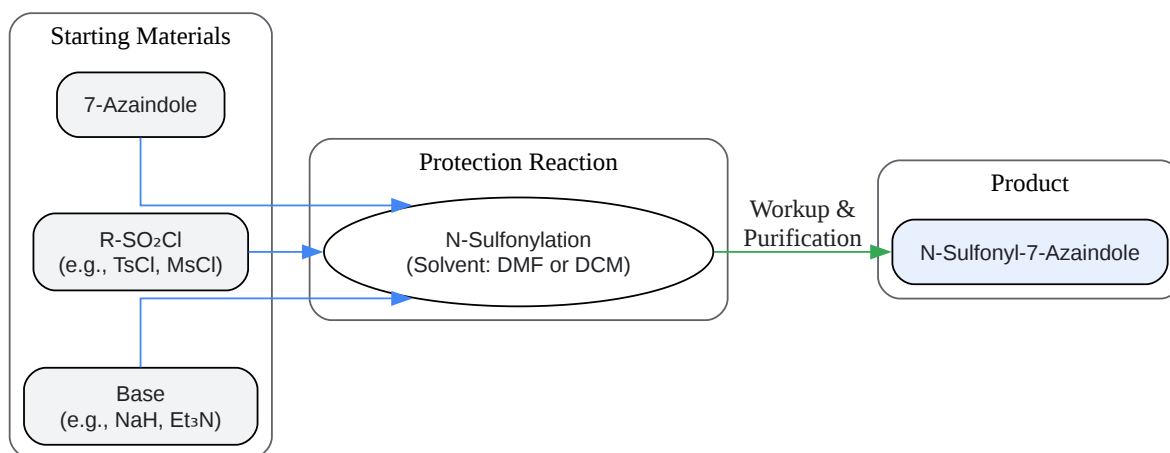 Starting Materials
7-Azaindole
R-SO₂Cl
(e.g., TsCl, MsCl)
Base
(e.g., NaH, Et₃N)
Protection Reaction
N-Sulfonylation
(Solvent: DMF or DCM)
Workup &
Purification
Product
N-Sulfonyl-7-Azaindole